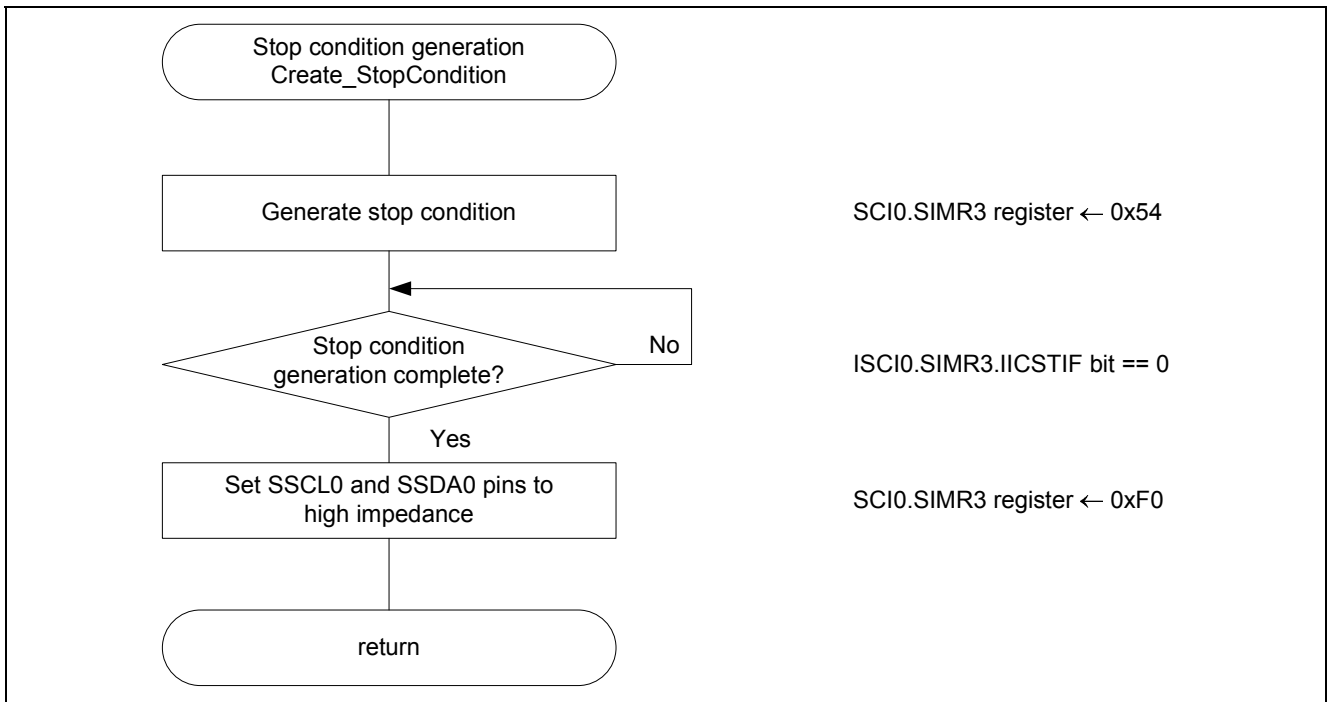 Stop condition generation
Create_StopCondition
Generate stop condition
SCI0.SIMR3 register ← 0x54
Stop condition
generation complete?
No
ISCI0.SIMR3.IICSTIF bit == 0
Yes
Set SSCL0 and SSDA0 pins to
high impedance
SCI0.SIMR3 register ← 0xF0
return